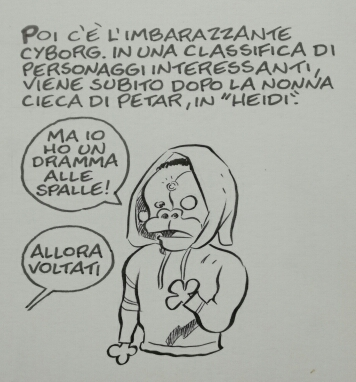 POI C'È L'IMBARAZZANTE
CYBORG. IN UNA CLASSIFICA DI
PERSONAGGI INTERESSANTI,
VIENE SUBITO DOPO LA NONNA
CIECA DI PETAR, IN "HEIDI".
MA IO
HO UN
DRAMMA
ALLE
SPALLE!
ALLORA
VOLTATI